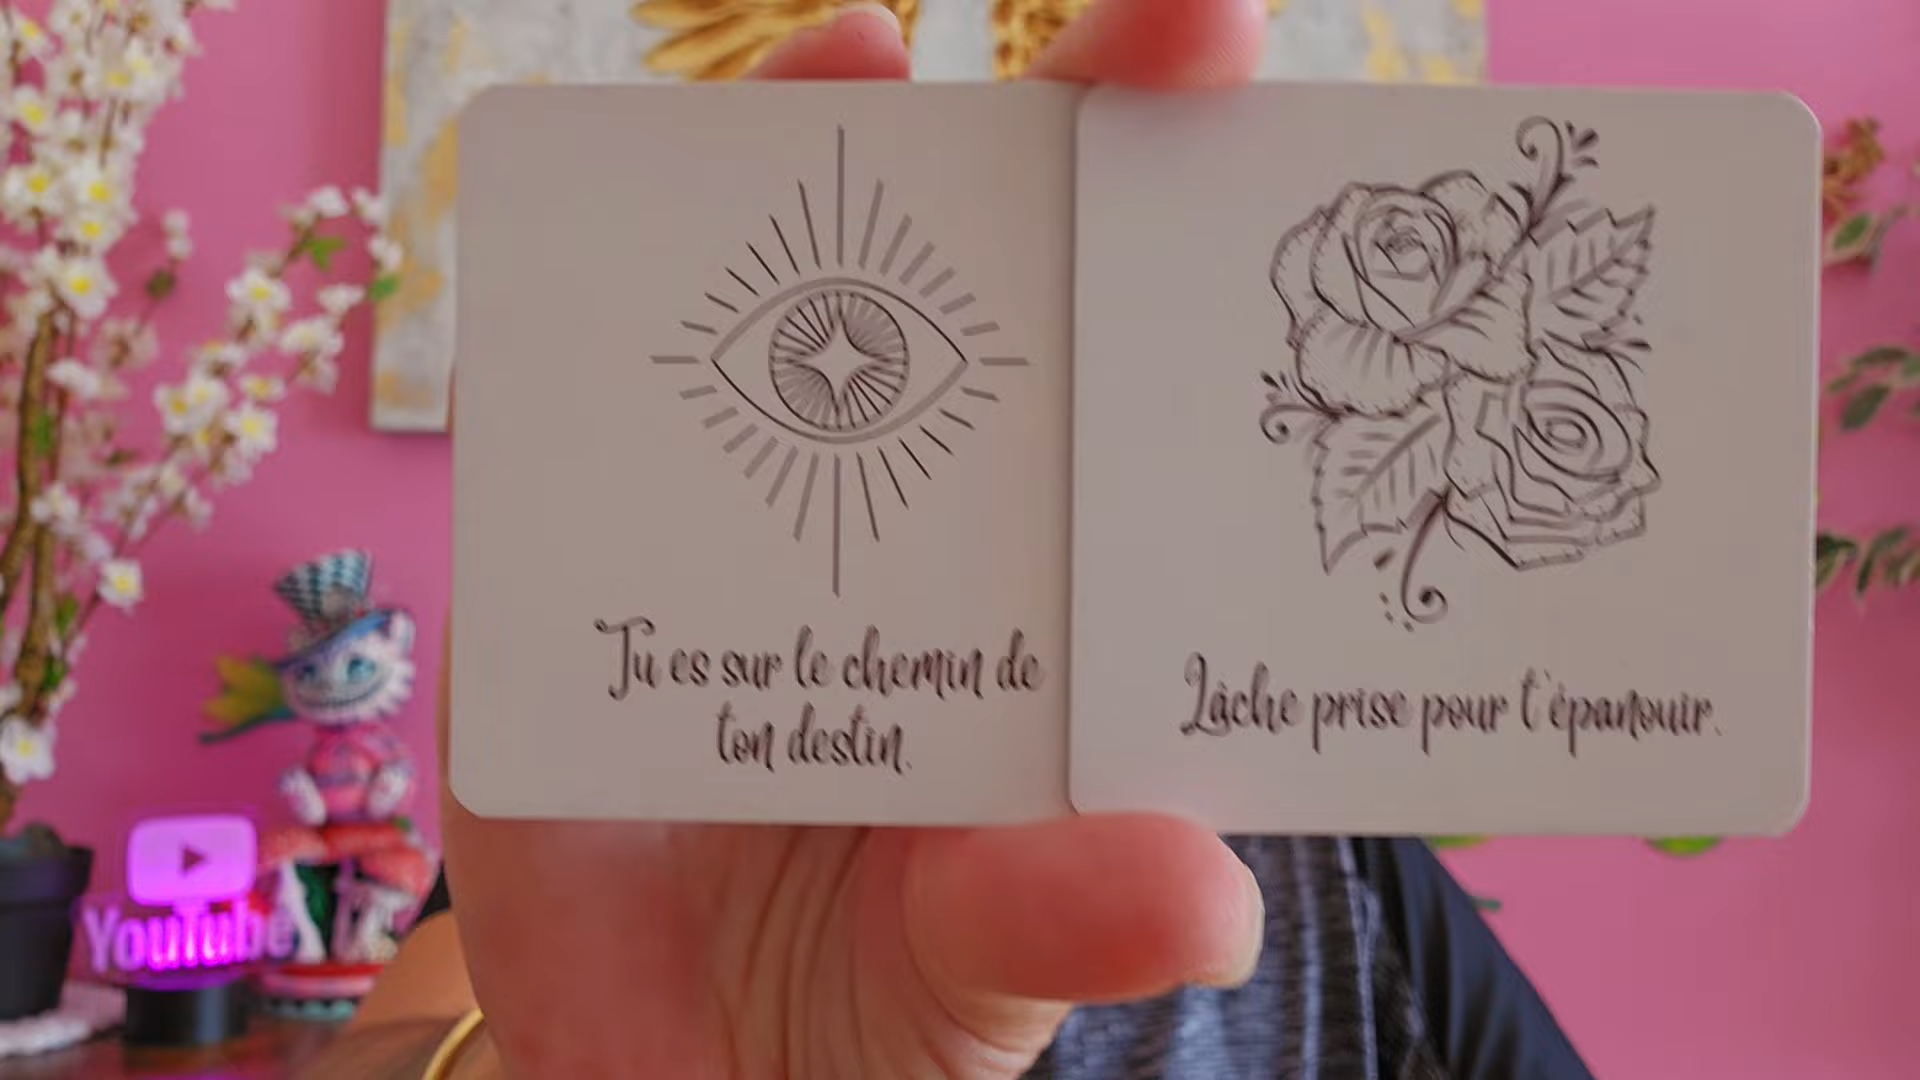 Tu es sur le chemin de
ton destin.
Lâche prise pour t'épanouir.
YouTube